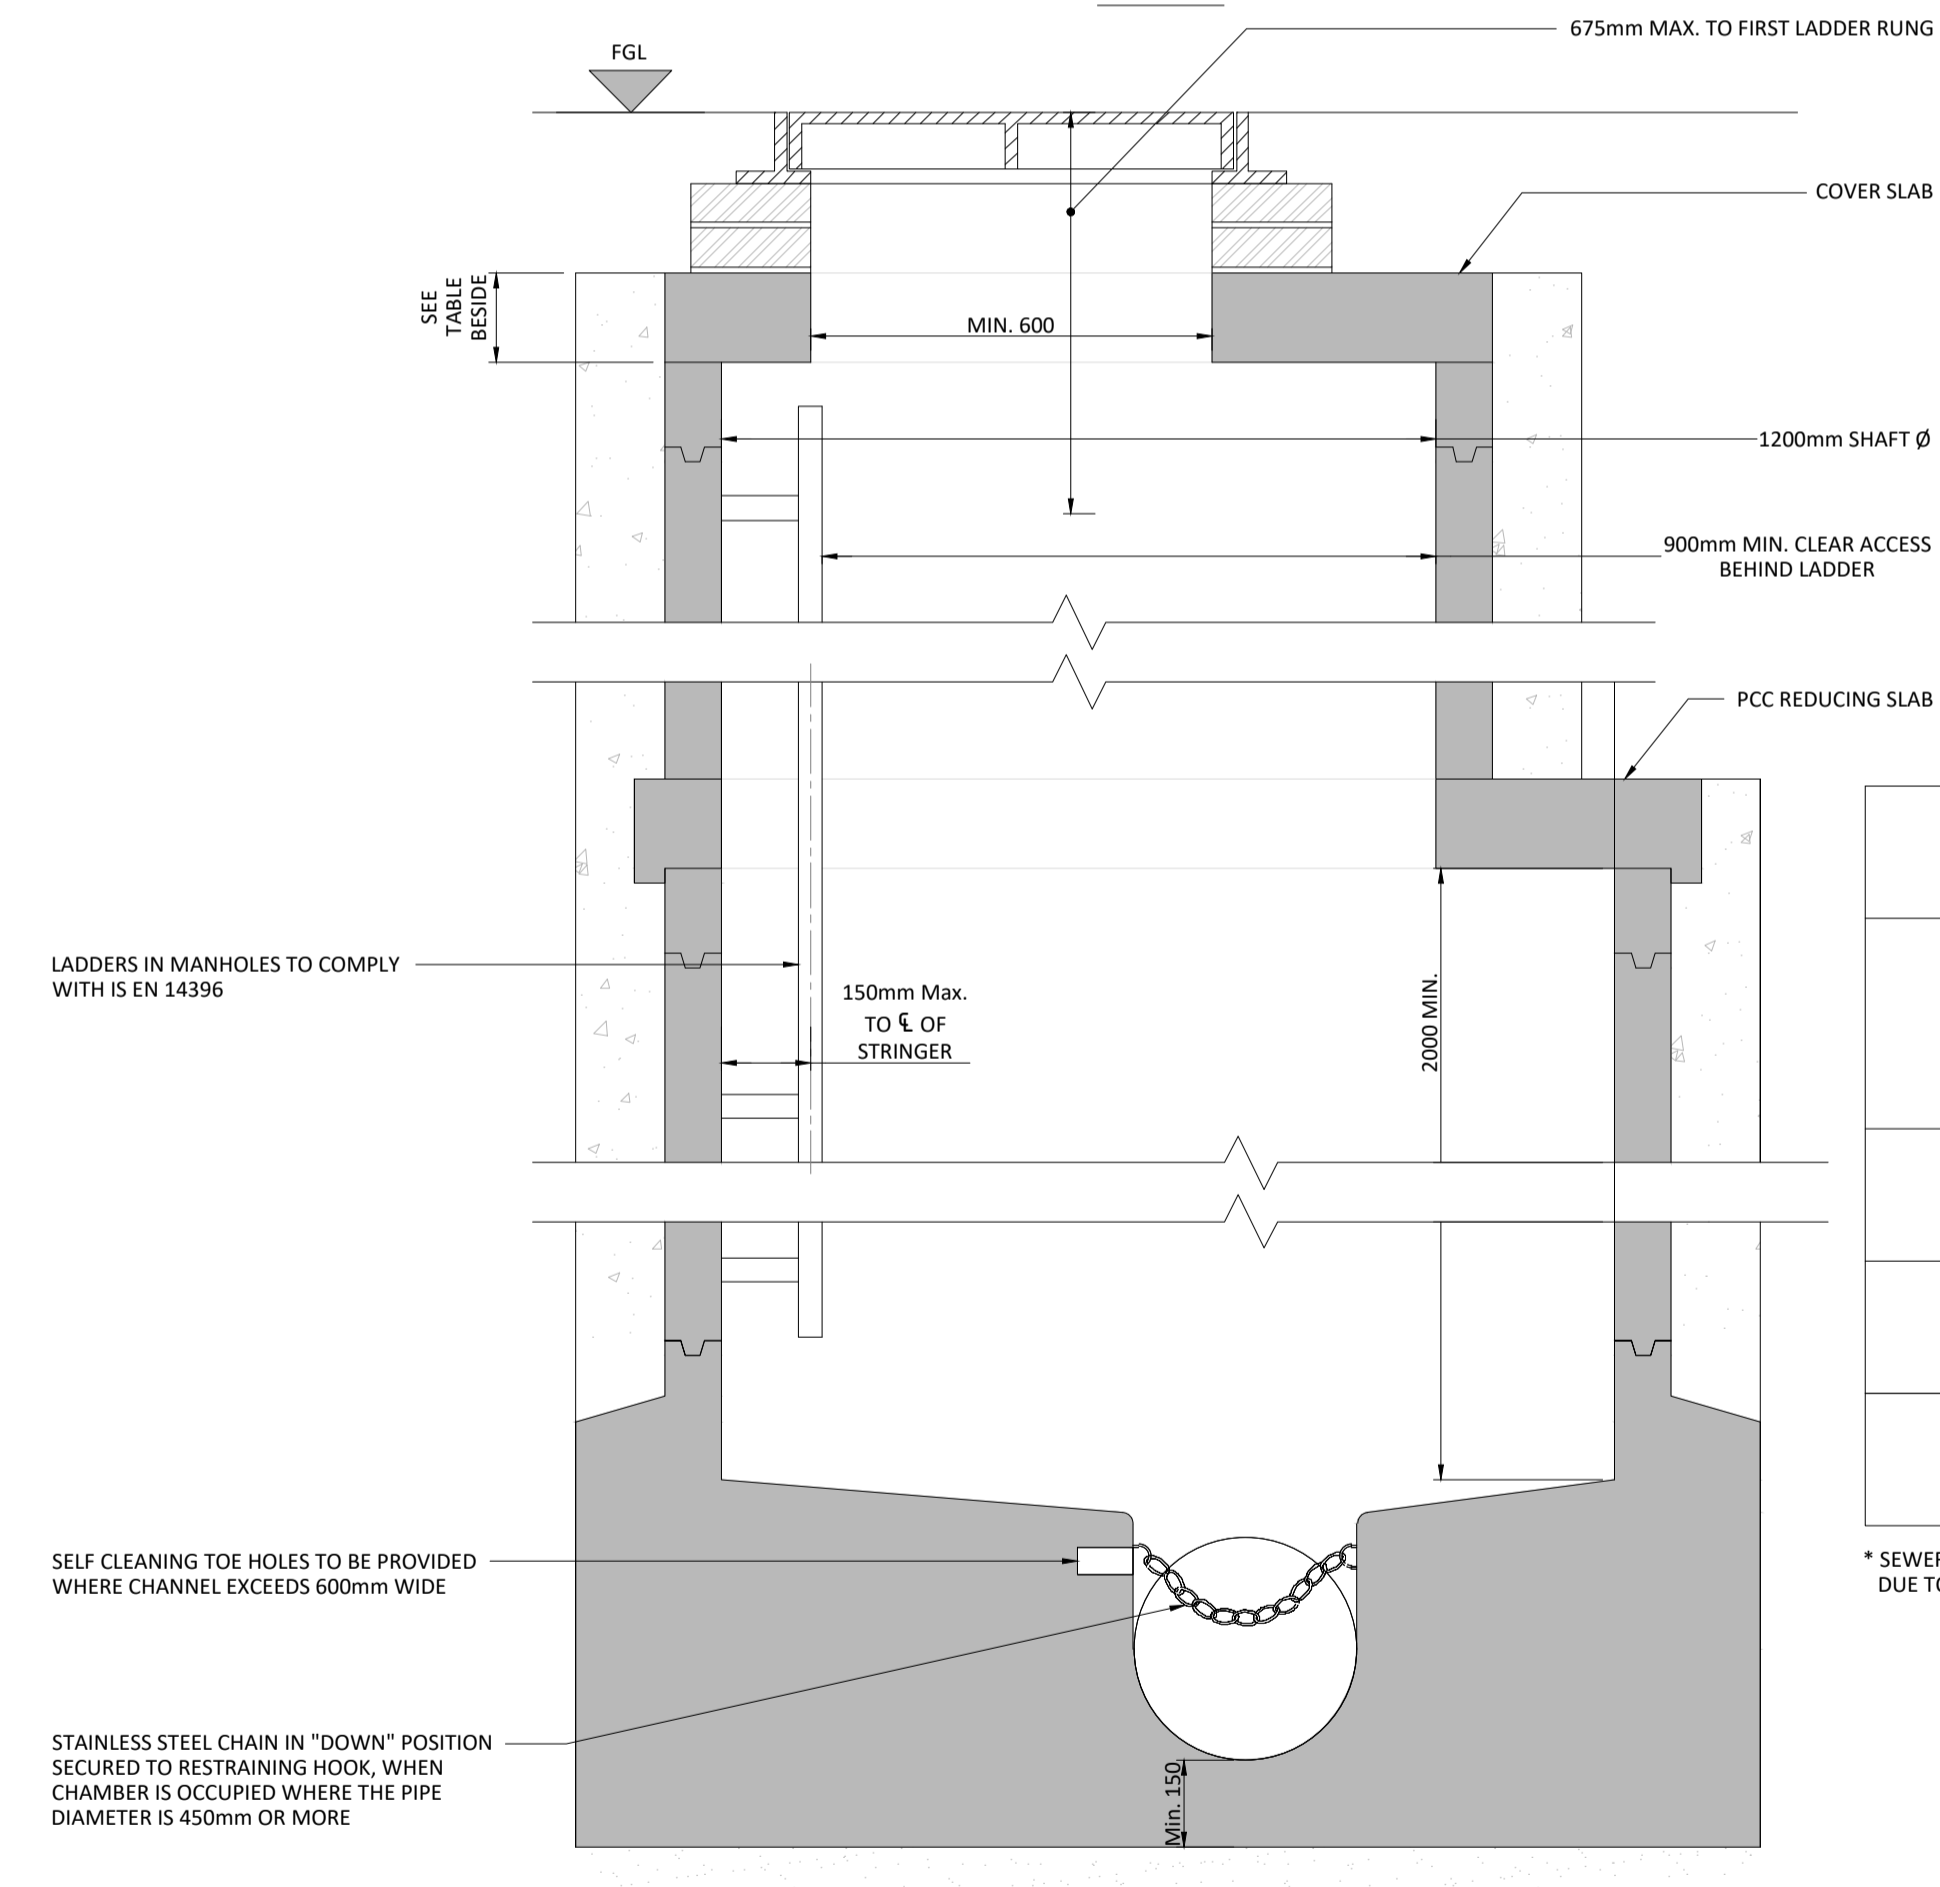 675mm MAX. TO FIRST LADDER RUNG
FGL
COVER SLAB
SEE
TABLE
BESIDE
MIN. 600
1200mm SHAFT Ø
900mm MIN. CLEAR ACCESS
BEHIND LADDER
PCC REDUCING SLAB
LADDERS IN MANHOLES TO COMPLY
WITH IS EN 14396
150mm Max.
TO ℄ OF
STRINGER
2000 MIN.
SELF CLEANING TOE HOLES TO BE PROVIDED
WHERE CHANNEL EXCEEDS 600mm WIDE
* SEWER
DUE TO
STAINLESS STEEL CHAIN IN "DOWN" POSITION
SECURED TO RESTRAINING HOOK, WHEN
CHAMBER IS OCCUPIED WHERE THE PIPE
DIAMETER IS 450mm OR MORE
Min. 150